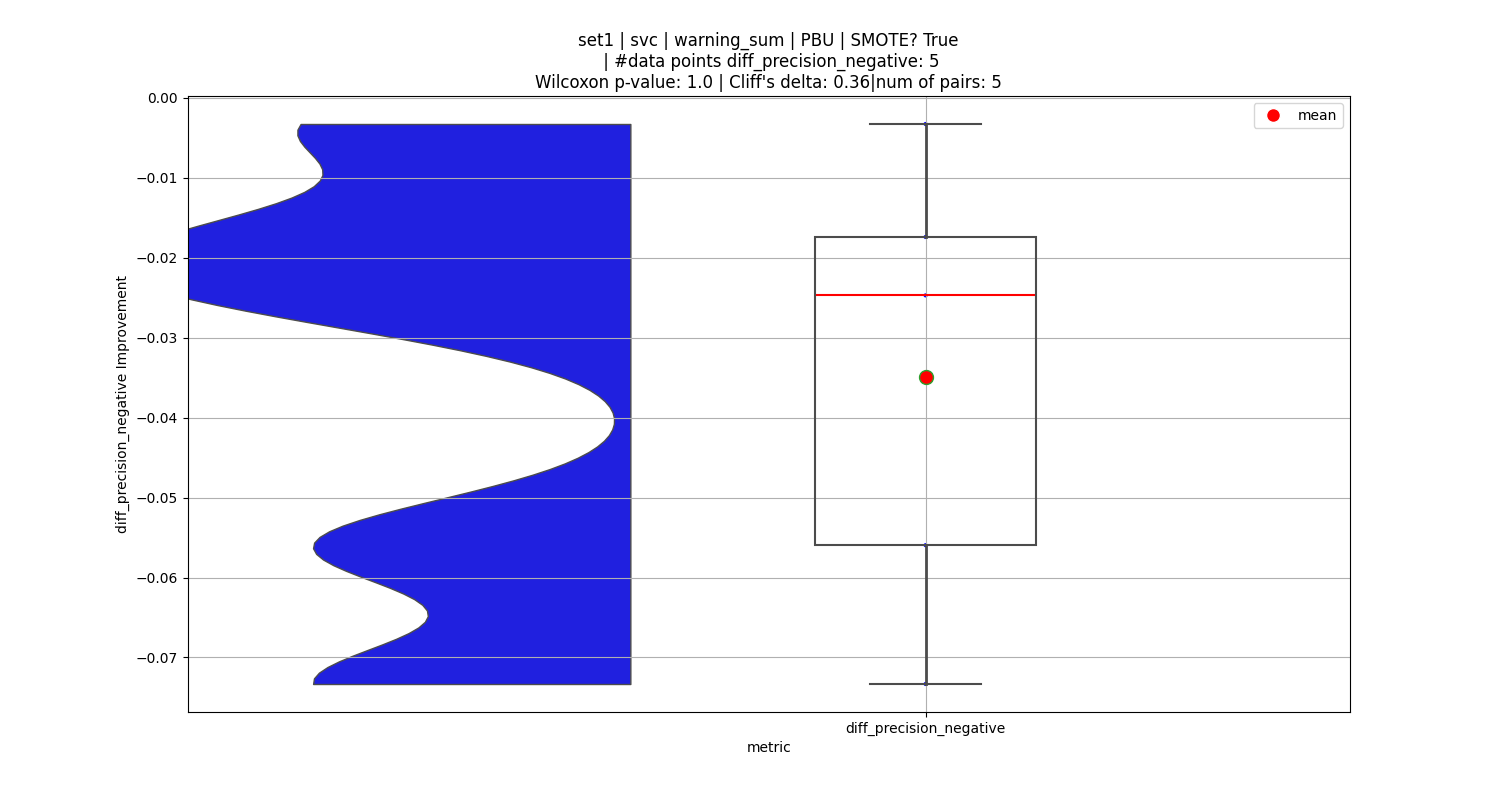 set1 | svc | warning_sum | PBU | SMOTE? True
| #data points diff_precision_negative: 5
Wilcoxon p-value: 1.0 | Cliff's delta: 0.36|num of pairs: 5
mean
0.00
−0.01
−0.02
−0.03
−0.04
−0.05
−0.06
−0.07
diff_precision_negative Improvement
diff_precision_negative
metric